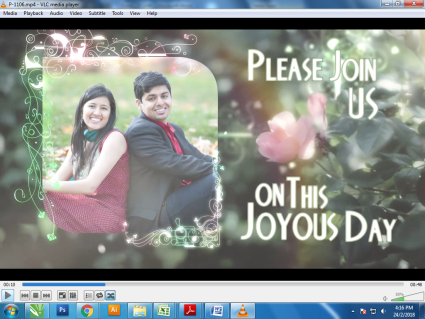 P-1106.mp4 - VLC media player
Media Playback Audio Video Subtitle Tools View Help
PLEASE JOIN
US
ON THIS
JOYOUS DAY
00:10
00:48
4:16 PM
24/2/2018